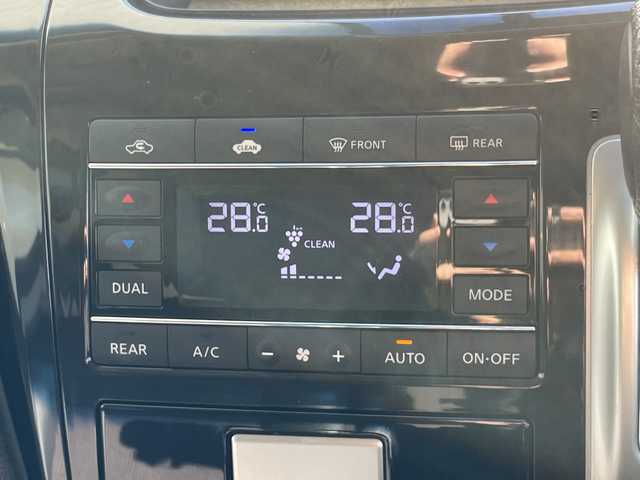 CLEAN FRONT REAR
28.0°C 28.0°C
CLEAN
DUAL MODE
REAR A/C - + AUTO ON·OFF